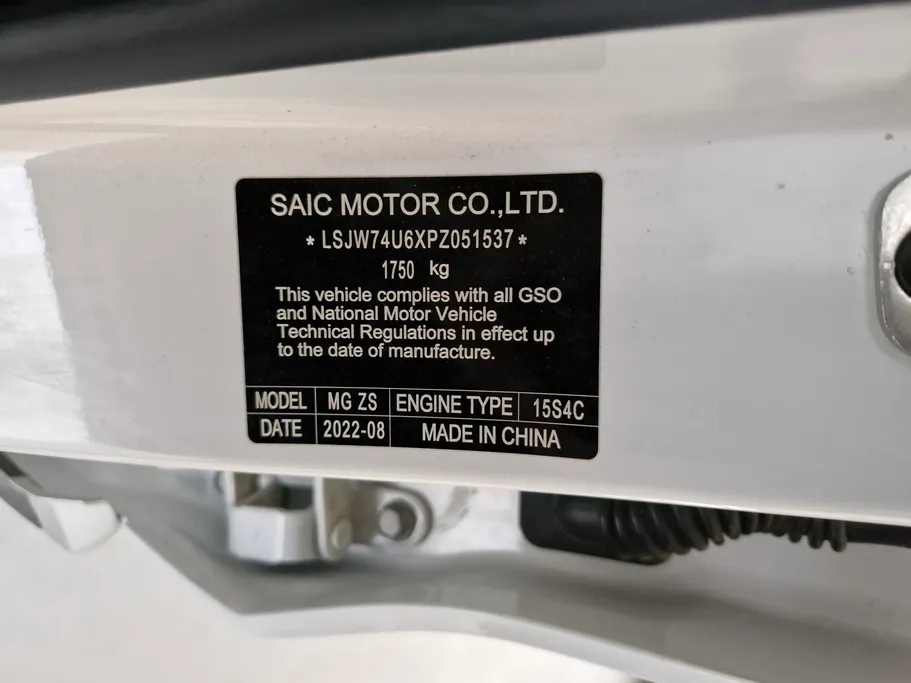 SAIC MOTOR CO.,LTD.
* LSJW74U6XPZ051537 *
1750 kg
This vehicle complies with all GSO
and National Motor Vehicle
Technical Regulations in effect up
to the date of manufacture.
MODEL MG ZS ENGINE TYPE 15S4C
DATE 2022-08 MADE IN CHINA